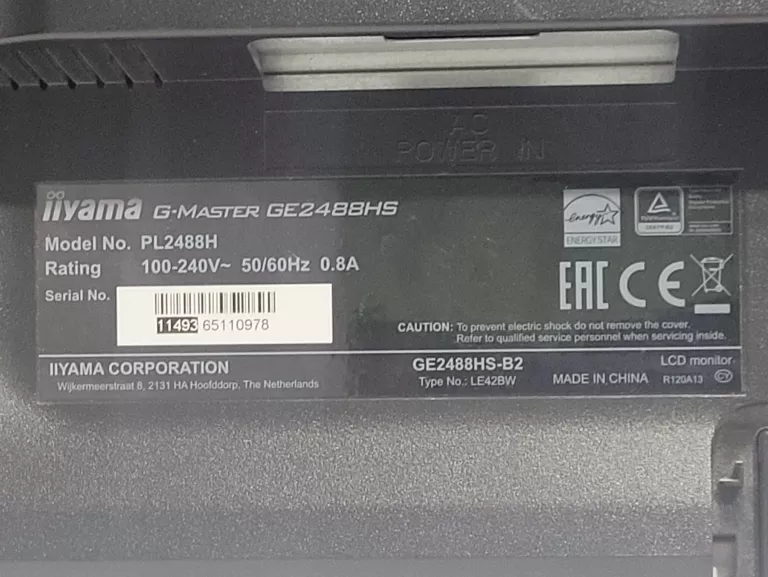 AC
POWER IN
iiyama G-MASTER GE2488HS
Model No. PL2488H
Rating 100-240V~ 50/60Hz 0.8A
Serial No.
11493 65110978
energy
ENERGY STAR
EAC CE
CAUTION: To prevent electric shock do not remove the cover.
Refer to qualified service personnel when servicing inside.
IIYAMA CORPORATION
Wijkermeerstraat 8, 2131 HA Hoofddorp, The Netherlands
GE2488HS-B2
Type No.: LE42BW
MADE IN CHINA
LCD monitor
R120A13 CY